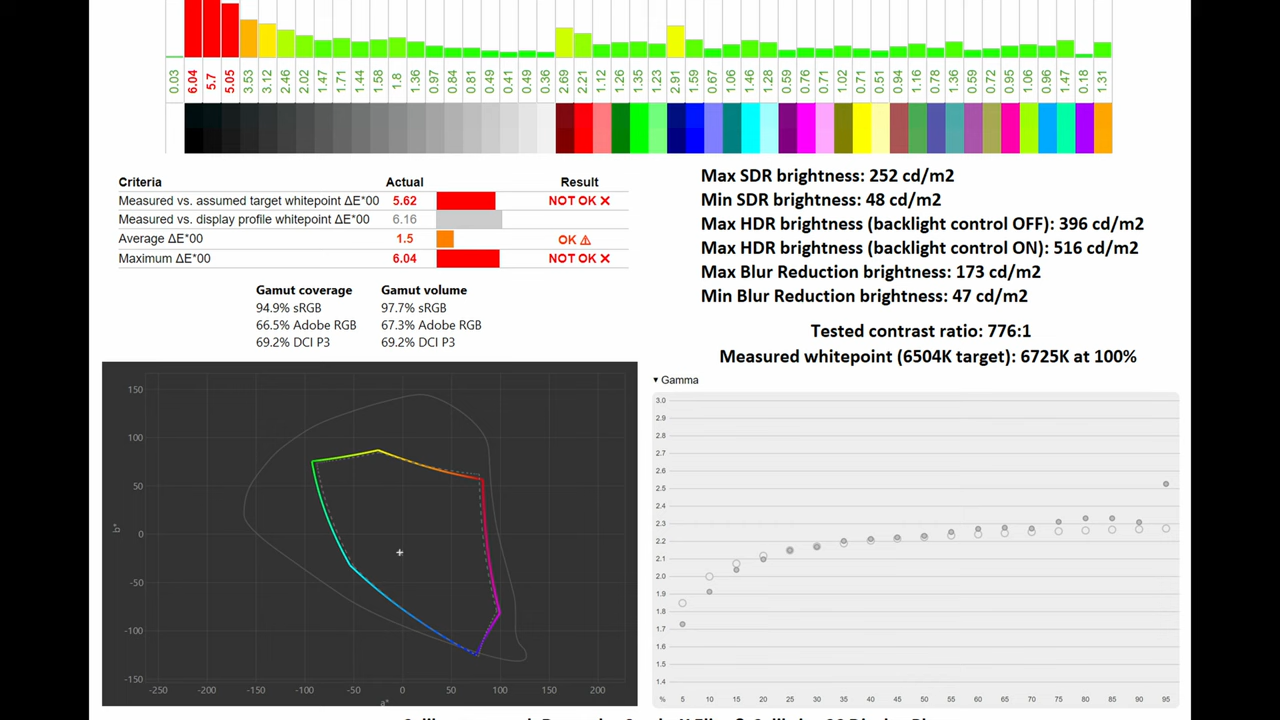 0.03 6.04 5.7 5.05 3.53 3.12 2.46 2.02 1.47 1.71 1.44 1.58 1.8 1.36 0.97 0.84 0.81 0.49 0.41 0.49 0.36 2.69 2.21 1.12 1.26 1.35 1.23 2.91 1.59 0.67 1.06 1.46 1.28 0.59 0.76 0.71 1.02 0.71 0.51 0.94 1.16 0.78 1.36 0.59 0.72 0.95 1.06 0.96 1.47 0.18 1.31
Criteria Actual Result
Measured vs. assumed target whitepoint ΔE*00 5.62 NOT OK ✕
Measured vs. display profile whitepoint ΔE*00 6.16
Average ΔE*00 1.5 OK ⚠
Maximum ΔE*00 6.04 NOT OK ✕
Gamut coverage Gamut volume
94.9% sRGB 97.7% sRGB
66.5% Adobe RGB 67.3% Adobe RGB
69.2% DCI P3 69.2% DCI P3
Max SDR brightness: 252 cd/m2
Min SDR brightness: 48 cd/m2
Max HDR brightness (backlight control OFF): 396 cd/m2
Max HDR brightness (backlight control ON): 516 cd/m2
Max Blur Reduction brightness: 173 cd/m2
Min Blur Reduction brightness: 47 cd/m2
Tested contrast ratio: 776:1
Measured whitepoint (6504K target): 6725K at 100%
150
100
50
0
-50
-100
-150
b*
-250 -200 -150 -100 -50 0 50 100 150 200
a*
▾ Gamma
3.0
2.9
2.8
2.7
2.6
2.5
2.4
2.3
2.2
2.1
2.0
1.9
1.8
1.7
1.6
1.5
1.4
% 5 10 15 20 25 30 35 40 45 50 55 60 65 70 75 80 85 90 95